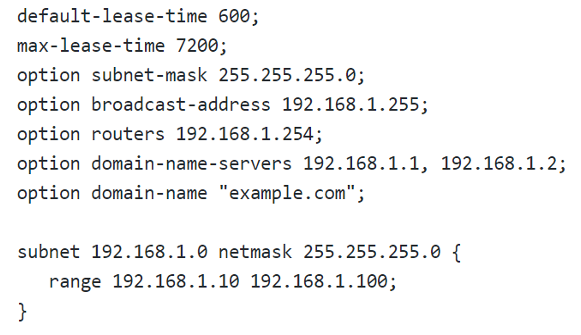 default-lease-time 600;
max-lease-time 7200;
option subnet-mask 255.255.255.0;
option broadcast-address 192.168.1.255;
option routers 192.168.1.254;
option domain-name-servers 192.168.1.1, 192.168.1.2;
option domain-name "example.com";

subnet 192.168.1.0 netmask 255.255.255.0 {
   range 192.168.1.10 192.168.1.100;
}